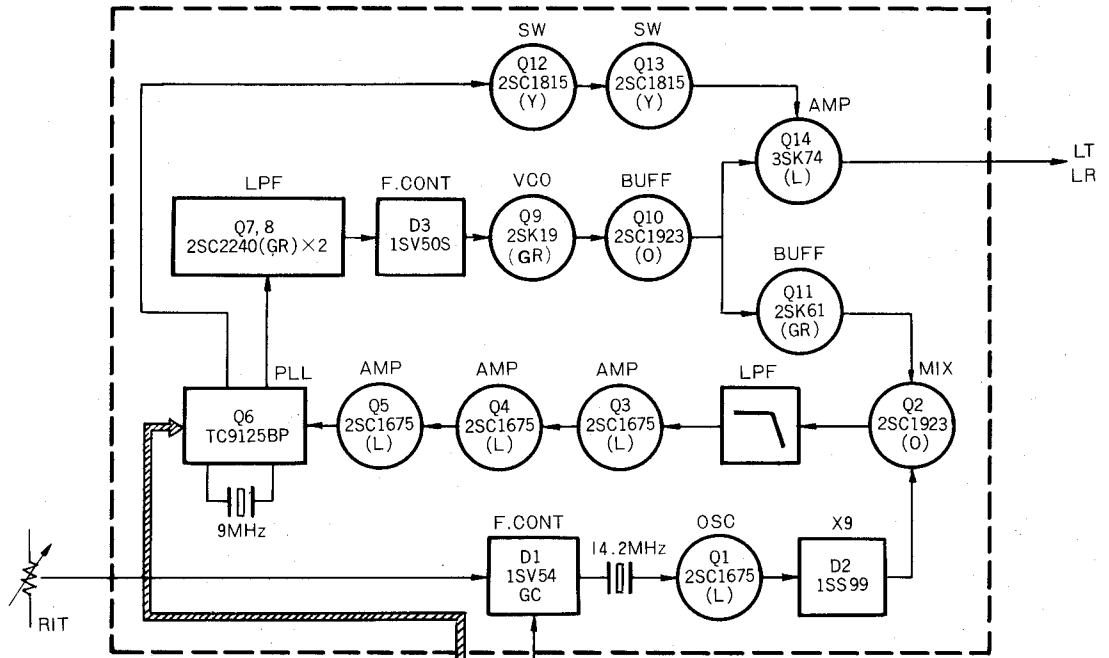 SW
Q12
2SC1815
(Y)
SW
Q13
2SC1815
(Y)
AMP
Q14
3SK74
(L)
LT
LR
LPF
Q7, 8
2SC2240(GR)×2
F.CONT
D3
1SV50S
VCO
Q9
2SK19
(GR)
BUFF
Q10
2SC1923
(O)
BUFF
Q11
2SK61
(GR)
PLL
Q6
TC9125BP
9MHz
AMP
Q5
2SC1675
(L)
AMP
Q4
2SC1675
(L)
AMP
Q3
2SC1675
(L)
LPF
MIX
Q2
2SC1923
(O)
RIT
F.CONT
D1
1SV54
GC
14.2MHz
OSC
Q1
2SC1675
(L)
X9
D2
1SS99